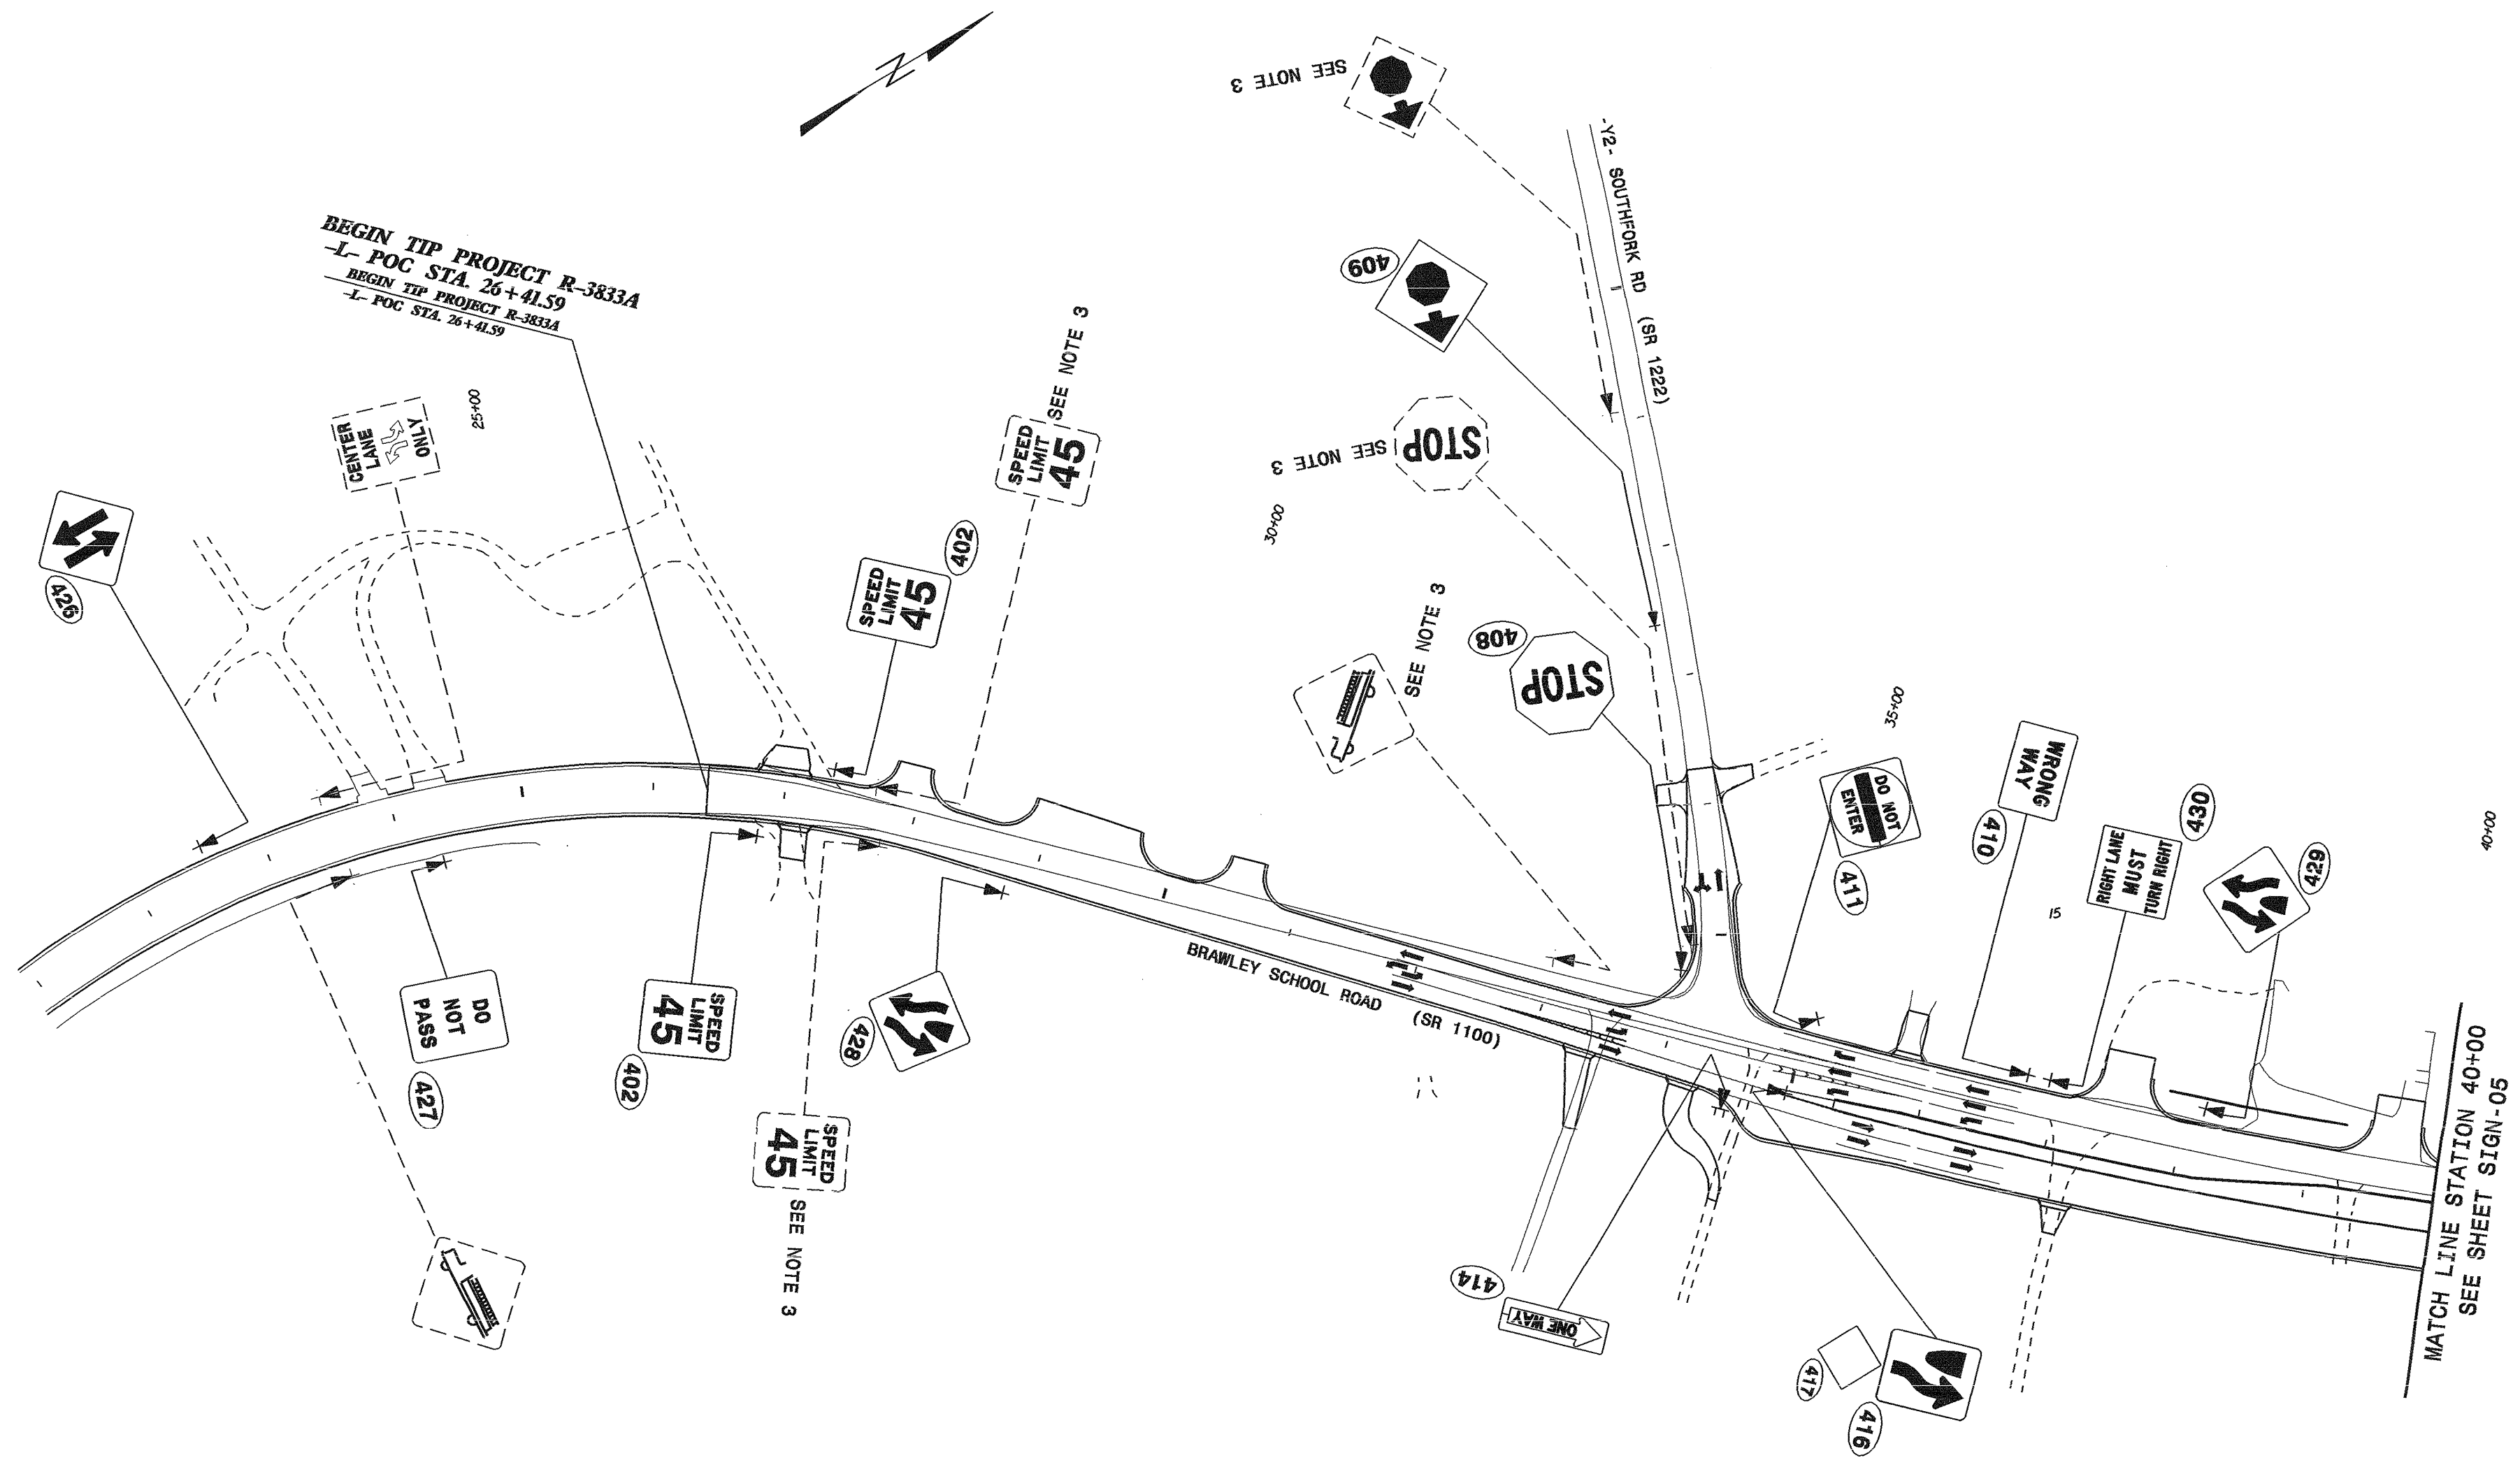 SEE NOTE 3
-Y2- SOUTHFORK RD (SR 1222)
N
BEGIN TIP PROJECT R-3833A
-L- POC STA. 26+41.59
BEGIN TIP PROJECT R-3833A
-L- POC STA. 26+41.59
409
SEE NOTE 3
STOP
SEE NOTE 3
25+00
CENTER
LANE
ONLY
SPEED
LIMIT
45
SEE NOTE 3
30+00
402
SPEED
LIMIT
45
426
SEE NOTE 3
408
STOP
35+00
DO NOT
ENTER
411
WRONG
WAY
410
RIGHT LANE
MUST
TURN RIGHT
430
429
40+00
15
BRAWLEY SCHOOL ROAD (SR 1100)
DO
NOT
PASS
427
SPEED
LIMIT
45
402
428
SPEED
LIMIT
45
SEE NOTE 3
414
ONE WAY
417
416
MATCH LINE STATION 40+00
SEE SHEET SIGN-05